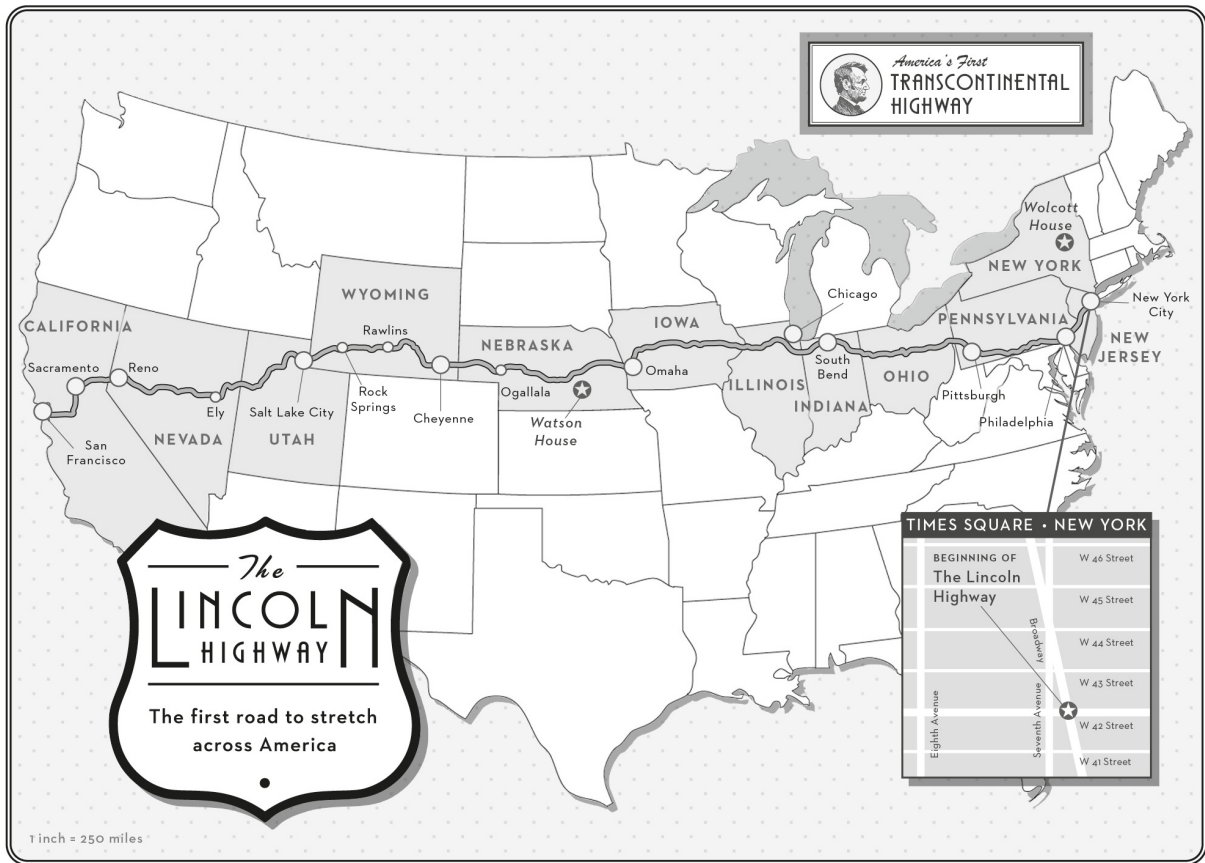 America's First
TRANSCONTINENTAL
HIGHWAY
Wolcott
House
NEW YORK
Chicago
New York
City
WYOMING
CALIFORNIA
IOWA
PENNSYLVANIA
Rawlins
NEBRASKA
NEW
JERSEY
Sacramento
Reno
South
Bend
Omaha
OHIO
ILLINOIS
Ogallala
Rock
Springs
Pittsburgh
INDIANA
Ely
Salt Lake City
Cheyenne
Watson
House
Philadelphia
San
Francisco
NEVADA
UTAH
The
LINCOLN
HIGHWAY
The first road to stretch
across America
TIMES SQUARE • NEW YORK
BEGINNING OF
The Lincoln
Highway
W 46 Street
W 45 Street
W 44 Street
W 43 Street
W 42 Street
W 41 Street
Broadway
Eighth Avenue
Seventh Avenue
1 inch = 250 miles